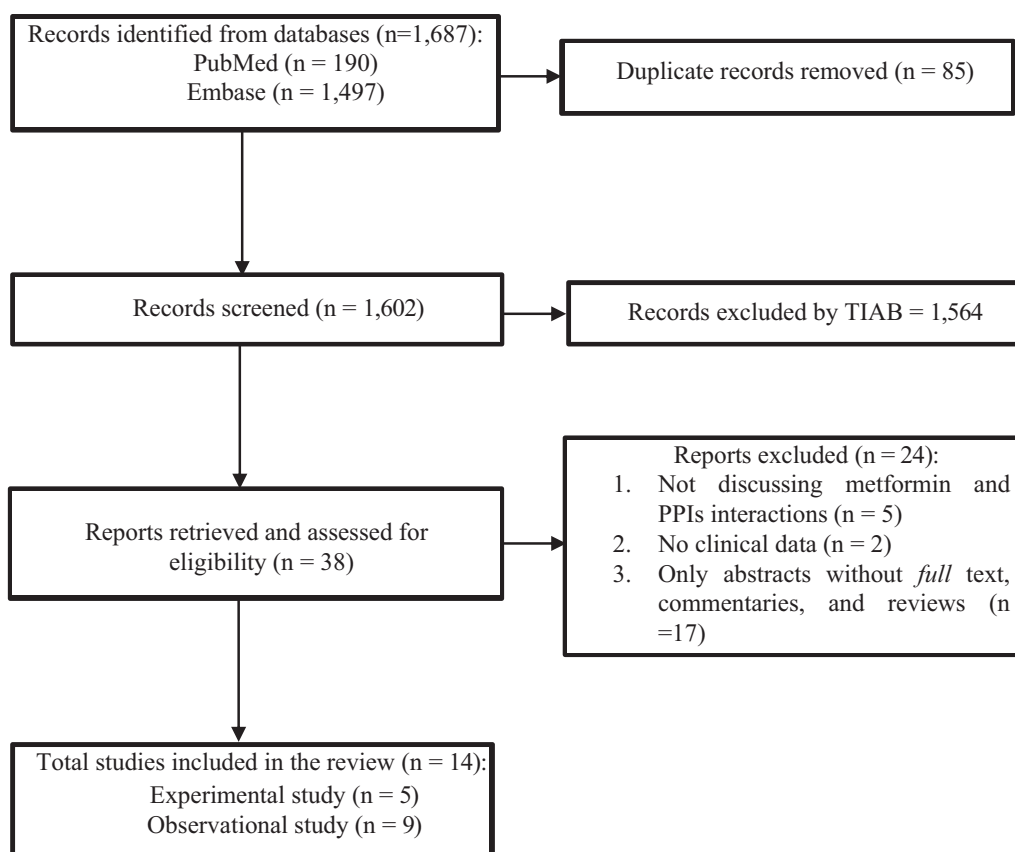 Records identified from databases (n=1,687):
PubMed (n = 190)
Embase (n = 1,497)
Duplicate records removed (n = 85)
Records screened (n = 1,602)
Records excluded by TIAB = 1,564
Reports retrieved and assessed for
eligibility (n = 38)
Reports excluded (n = 24):
1. Not discussing metformin and
PPIs interactions (n = 5)
2. No clinical data (n = 2)
3. Only abstracts without full text,
commentaries, and reviews (n
=17)
Total studies included in the review (n = 14):
Experimental study (n = 5)
Observational study (n = 9)